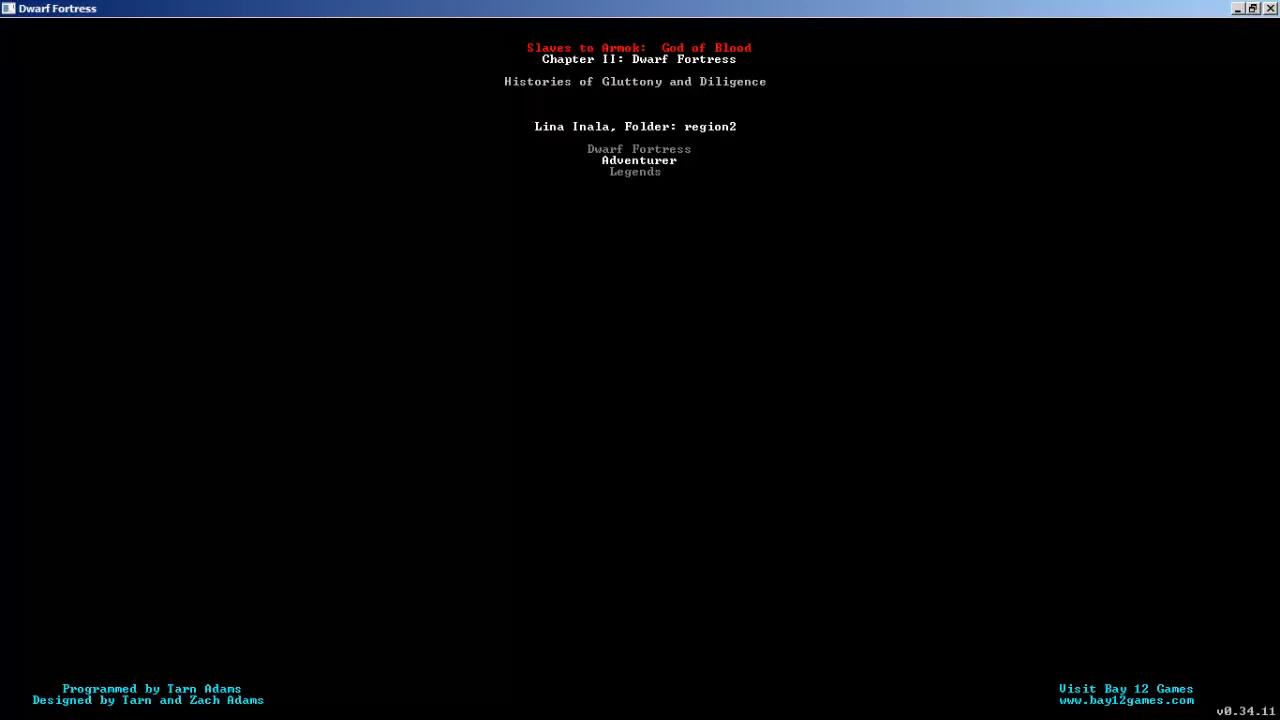 Dwarf Fortress
Slaves to Armok:  God of Blood
Chapter II: Dwarf Fortress
Histories of Gluttony and Diligence
Lina Inala, Folder: region2
Dwarf Fortress
Adventurer
Legends
Programmed by Tarn Adams
Designed by Tarn and Zach Adams
Visit Bay 12 Games
www.bay12games.com
v0.34.11